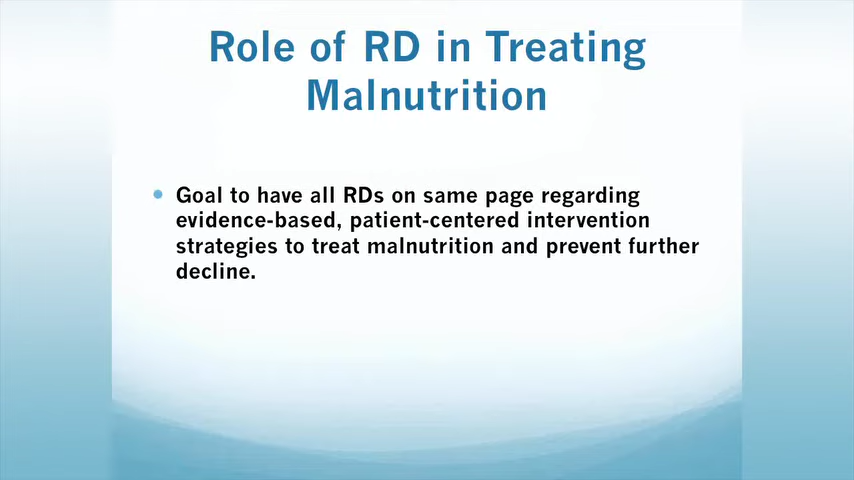 Role of RD in Treating
Malnutrition
Goal to have all RDs on same page regarding
evidence-based, patient-centered intervention
strategies to treat malnutrition and prevent further
decline.